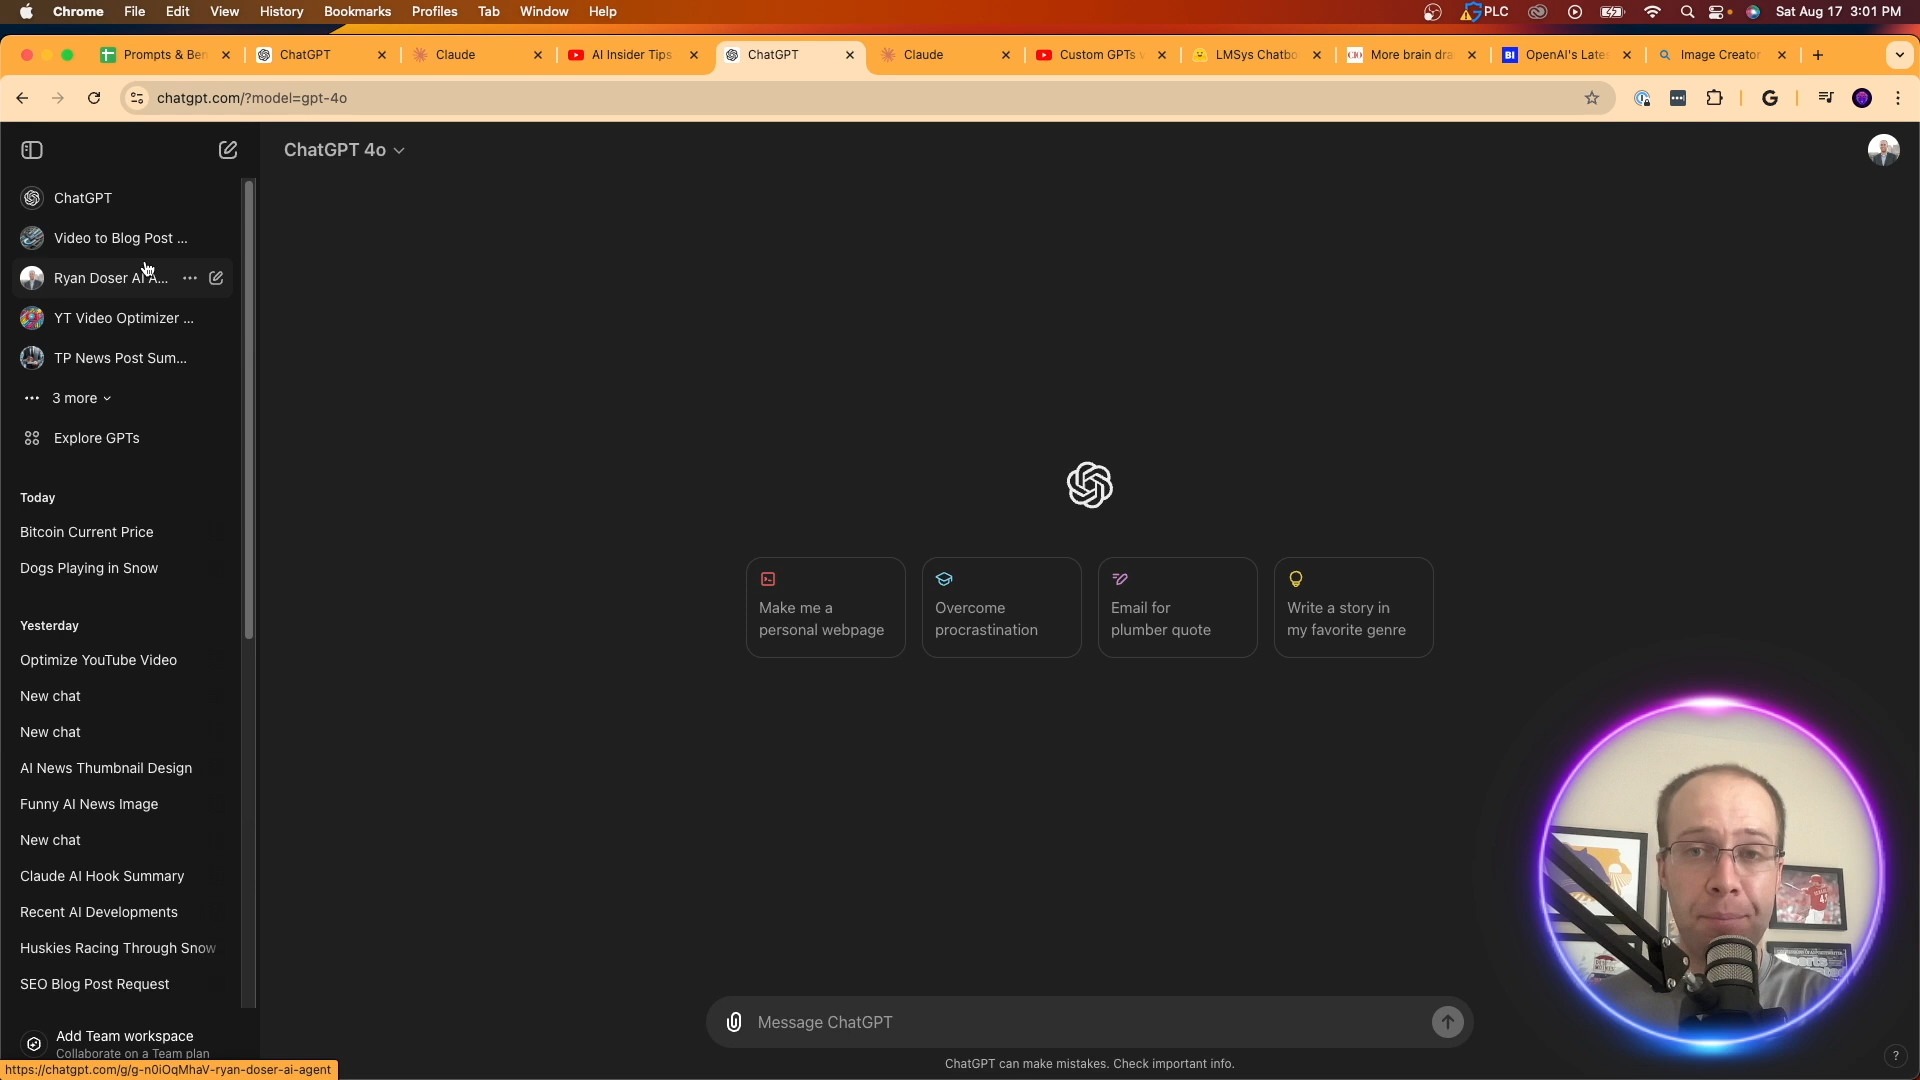 Chrome File Edit View History Bookmarks Profiles Tab Window Help PLC Sat Aug 17 3:01 PM
Prompts & Ben ChatGPT Claude AI Insider Tips ChatGPT Claude Custom GPTs v LMSys Chatbo More brain dra OpenAI's Late Image Creator
BI
chatgpt.com/?model=gpt-4o
ChatGPT 4o
ChatGPT
Video to Blog Post ...
Ryan Doser AI A...
YT Video Optimizer ...
TP News Post Sum...
3 more
Explore GPTs
Today
Bitcoin Current Price
Dogs Playing in Snow
Yesterday
Optimize YouTube Video
New chat
New chat
AI News Thumbnail Design
Funny AI News Image
New chat
Claude AI Hook Summary
Recent AI Developments
Huskies Racing Through Snow
SEO Blog Post Request
Add Team workspace
Collaborate on a Team plan
https://chatgpt.com/g/g-n0iOqMhaV-ryan-doser-ai-agent
Make me a
personal webpage
Overcome
procrastination
Email for
plumber quote
Write a story in
my favorite genre
Message ChatGPT
ChatGPT can make mistakes. Check important info.
?